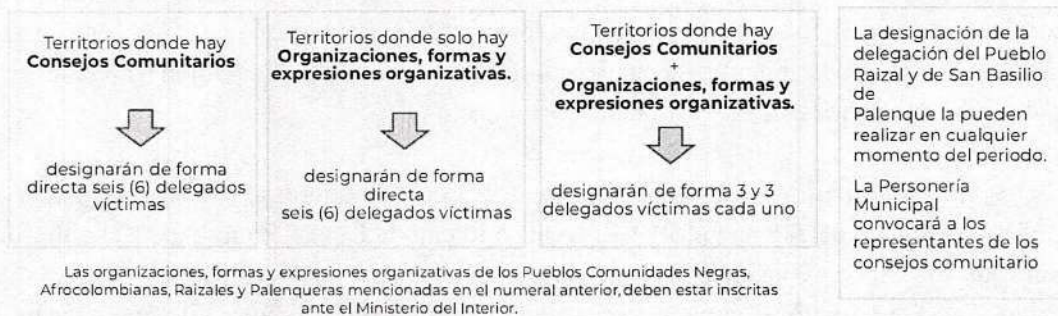 Territorios donde hay
Consejos Comunitarios
designarán de forma
directa seis (6) delegados
víctimas
Territorios donde solo hay
Organizaciones, formas y
expresiones organizativas.
designarán de forma
directa
seis (6) delegados víctimas
Territorios donde hay
Consejos Comunitarios
+
Organizaciones, formas y
expresiones organizativas.
designarán de forma 3 y 3
delegados víctimas cada uno
La designación de la
delegación del Pueblo
Raizal y de San Basilio
de
Palenque la pueden
realizar en cualquier
momento del periodo.
La Personería
Municipal
convocará a los
representantes de los
consejos comunitario
Las organizaciones, formas y expresiones organizativas de los Pueblos Comunidades Negras,
Afrocolombianas, Raizales y Palenqueras mencionadas en el numeral anterior, deben estar inscritas
ante el Ministerio del Interior.